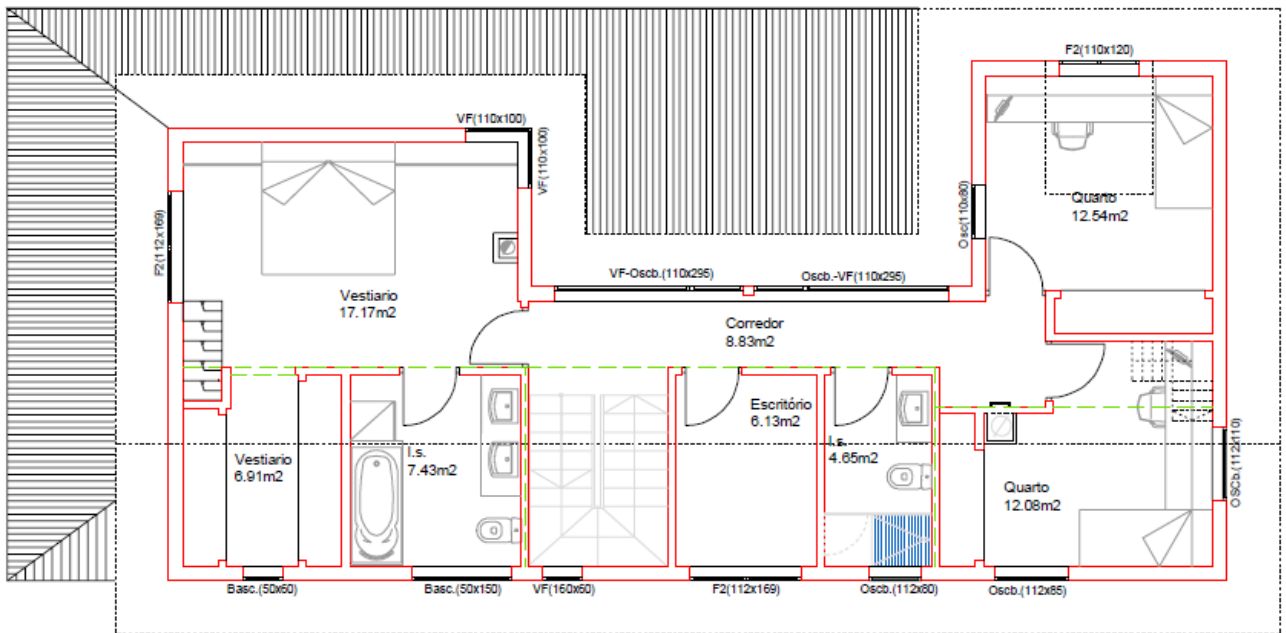 F2(110x120)
VF(110x100)
VF(110x100)
F2(112x169)
Osc(110x80)
Quarto
12.54m2
VF-Oscb.(110x295)
Oscb.-VF(110x295)
Vestiario
17.17m2
Corredor
8.83m2
Escritório
6.13m2
I.s.
4.65m2
I.s.
7.43m2
Vestiario
6.91m2
Quarto
12.08m2
OSCb.(112x110)
Basc.(50x60)
Basc.(50x150)
VF(160x60)
F2(112x169)
Oscb.(112x80)
Oscb.(112x85)